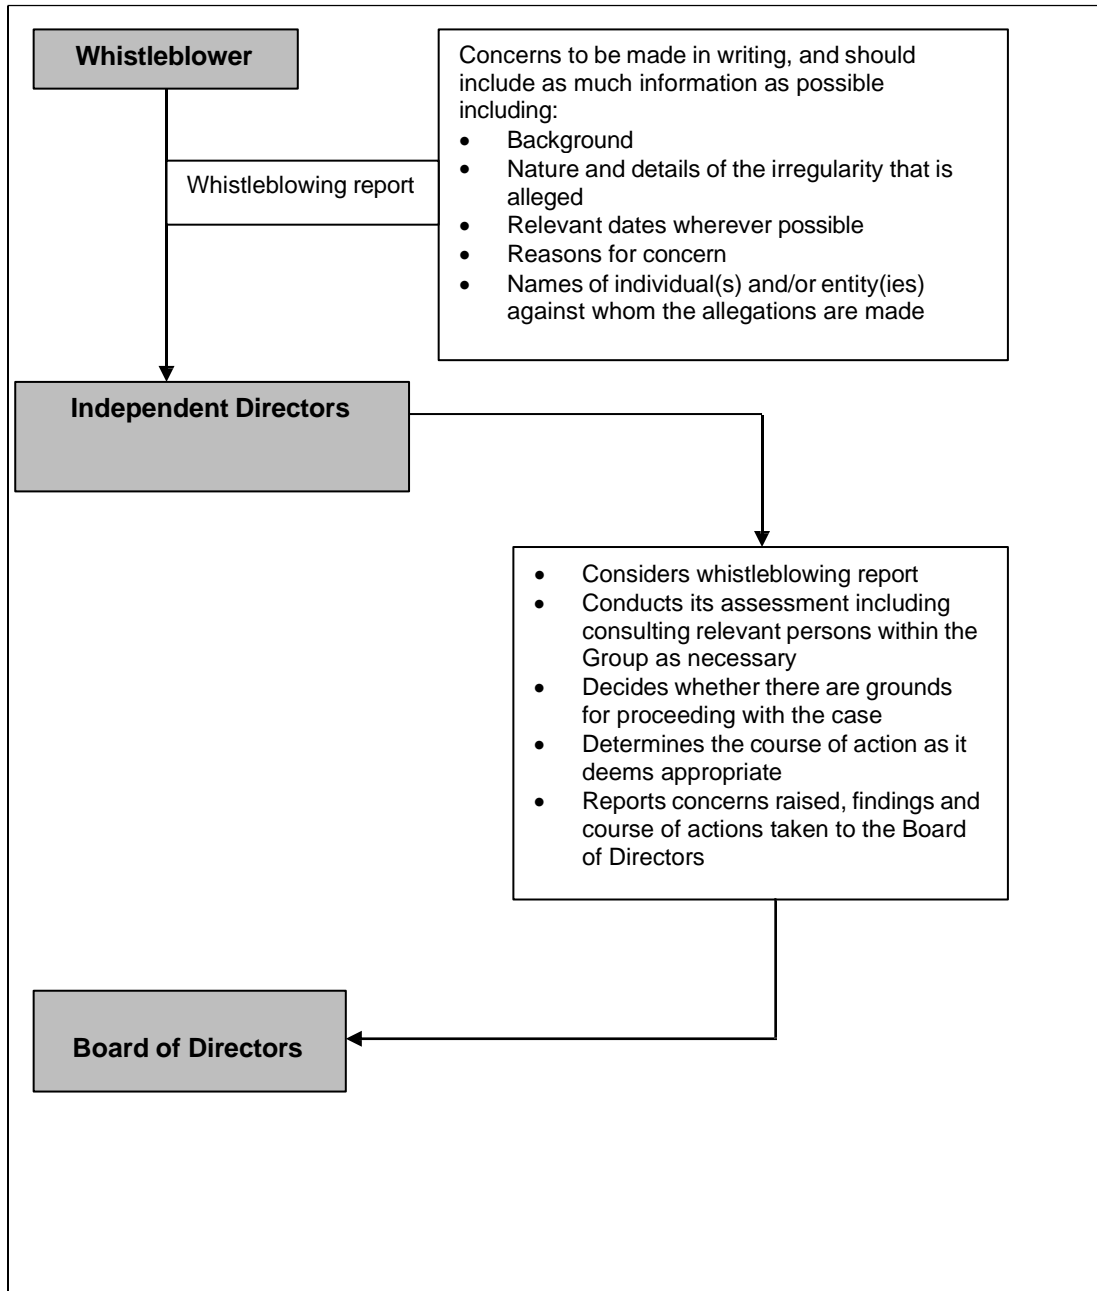 Whistleblower
Concerns to be made in writing, and should
include as much information as possible
including:
• Background
• Nature and details of the irregularity that is
alleged
• Relevant dates wherever possible
• Reasons for concern
• Names of individual(s) and/or entity(ies)
against whom the allegations are made
Whistleblowing report
Independent Directors
• Considers whistleblowing report
• Conducts its assessment including
consulting relevant persons within the
Group as necessary
• Decides whether there are grounds
for proceeding with the case
• Determines the course of action as it
deems appropriate
• Reports concerns raised, findings and
course of actions taken to the Board
of Directors
Board of Directors